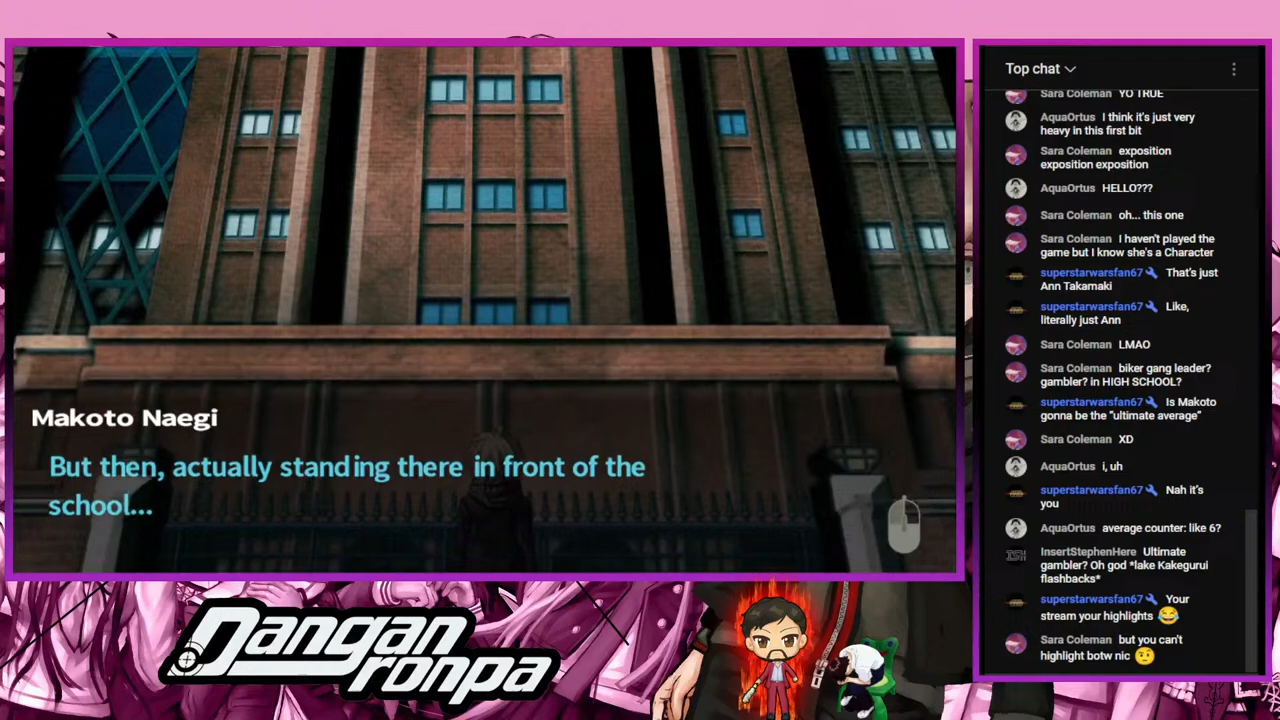 Makoto Naegi
But then, actually standing there in front of the
school...
Dangan
ronpa
Top chat
Sara Coleman YO TRUE
AquaOrtus I think it's just very
heavy in this first bit
Sara Coleman exposition
exposition exposition
AquaOrtus HELLO???
Sara Coleman oh... this one
Sara Coleman I haven't played the
game but I know she's a Character
superstarwarsfan67 That's just
Ann Takamaki
superstarwarsfan67 Like,
literally just Ann
Sara Coleman LMAO
Sara Coleman biker gang leader?
gambler? in HIGH SCHOOL?
superstarwarsfan67 Is Makoto
gonna be the “ultimate average”
Sara Coleman XD
AquaOrtus i, uh
superstarwarsfan67 Nah it's
you
AquaOrtus average counter: like 6?
InsertStephenHere Ultimate
gambler? Oh god *lake Kakegurui
flashbacks*
superstarwarsfan67 Your
stream your highlights 😂
Sara Coleman but you can't
highlight botw nic 🤨